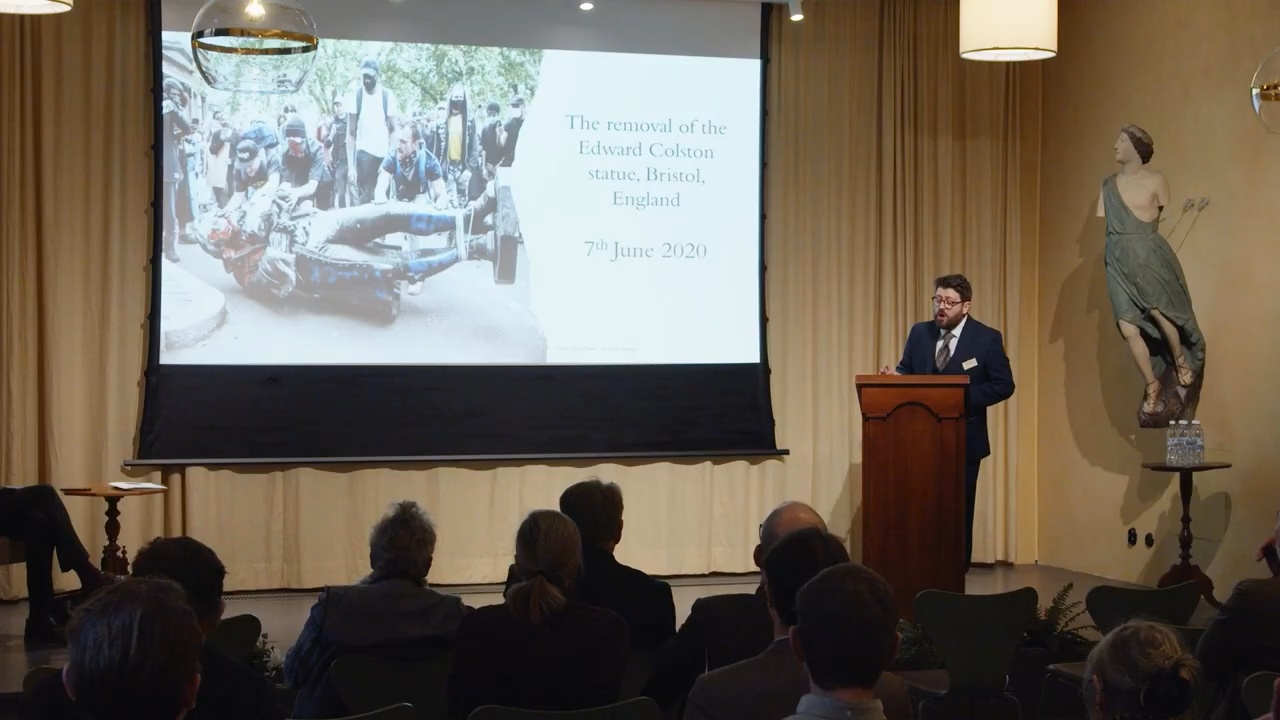 The removal of the
Edward Colston
statue, Bristol,
England
7th June 2020